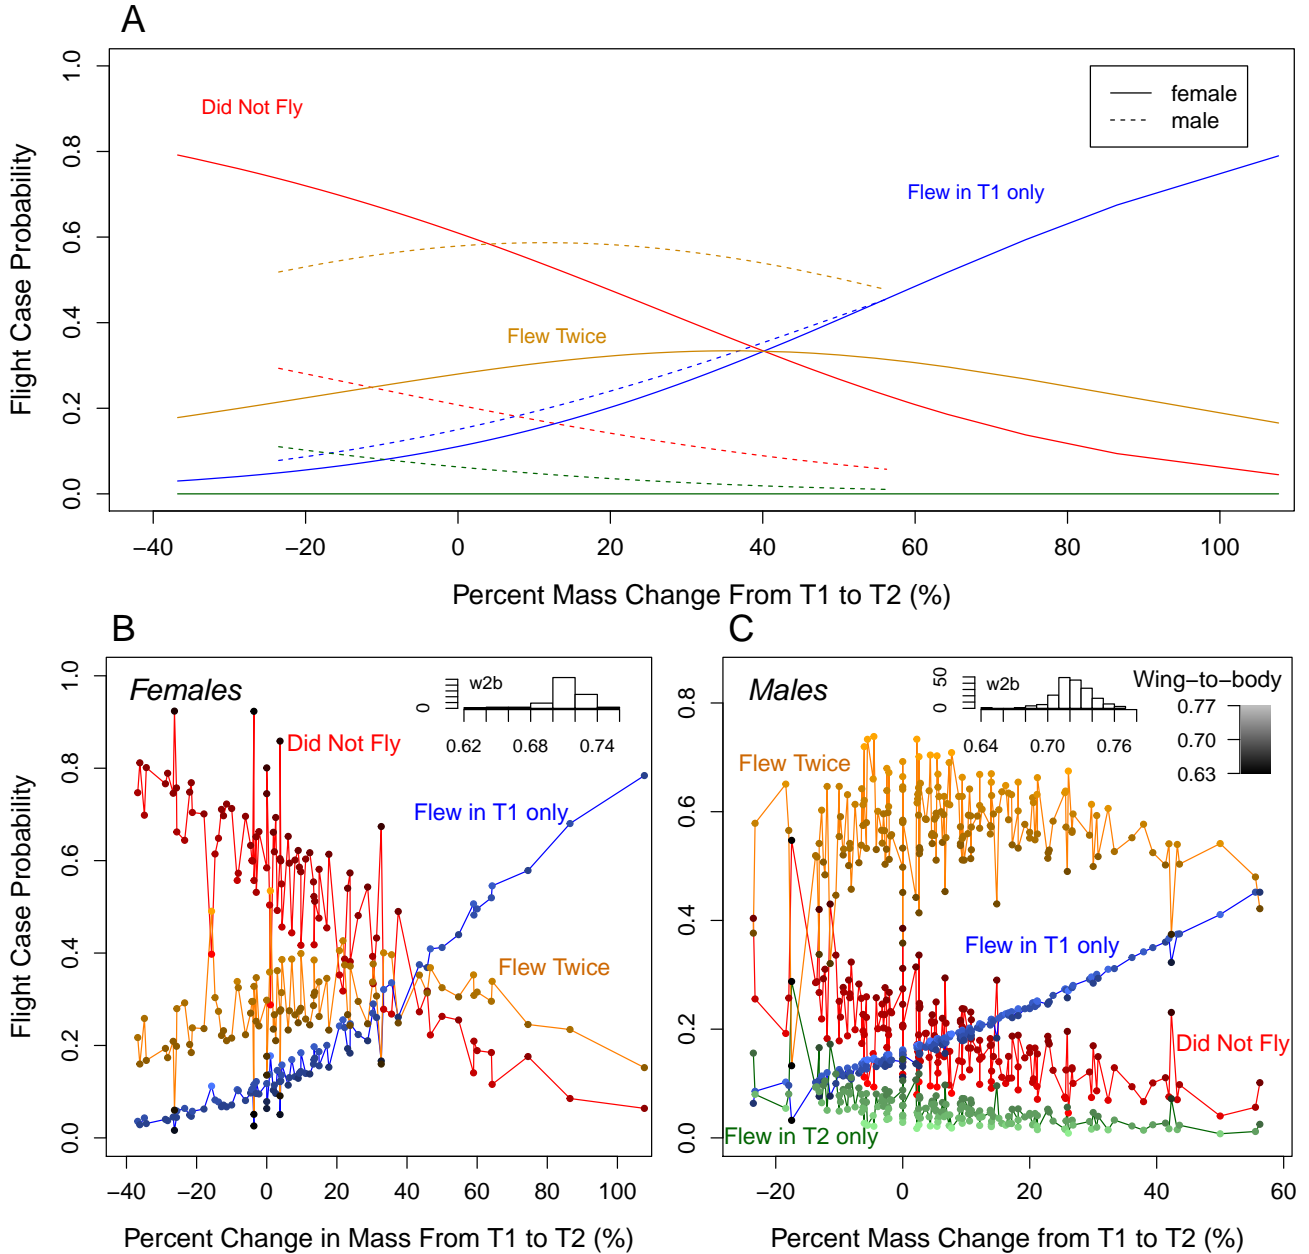 A
Flight Case Probability
1.0
0.8
0.6
0.4
0.2
0.0
Did Not Fly
Flew in T1 only
Flew Twice
female
male
−40 −20 0 20 40 60 80 100
Percent Mass Change From T1 to T2 (%)
B
Flight Case Probability
1.0
0.8
0.6
0.4
0.2
0.0
Females
w2b
0
0.62 0.68 0.74
Did Not Fly
Flew in T1 only
Flew Twice
−40 −20 0 20 40 60 80 100
Percent Change in Mass From T1 to T2 (%)
C
0.8
0.6
0.4
0.2
0.0
Males
50
0
w2b
0.64 0.70 0.76
Wing−to−body
0.77
0.70
0.63
Flew Twice
Flew in T1 only
Did Not Fly
Flew in T2 only
−20 0 20 40 60
Percent Mass Change from T1 to T2 (%)